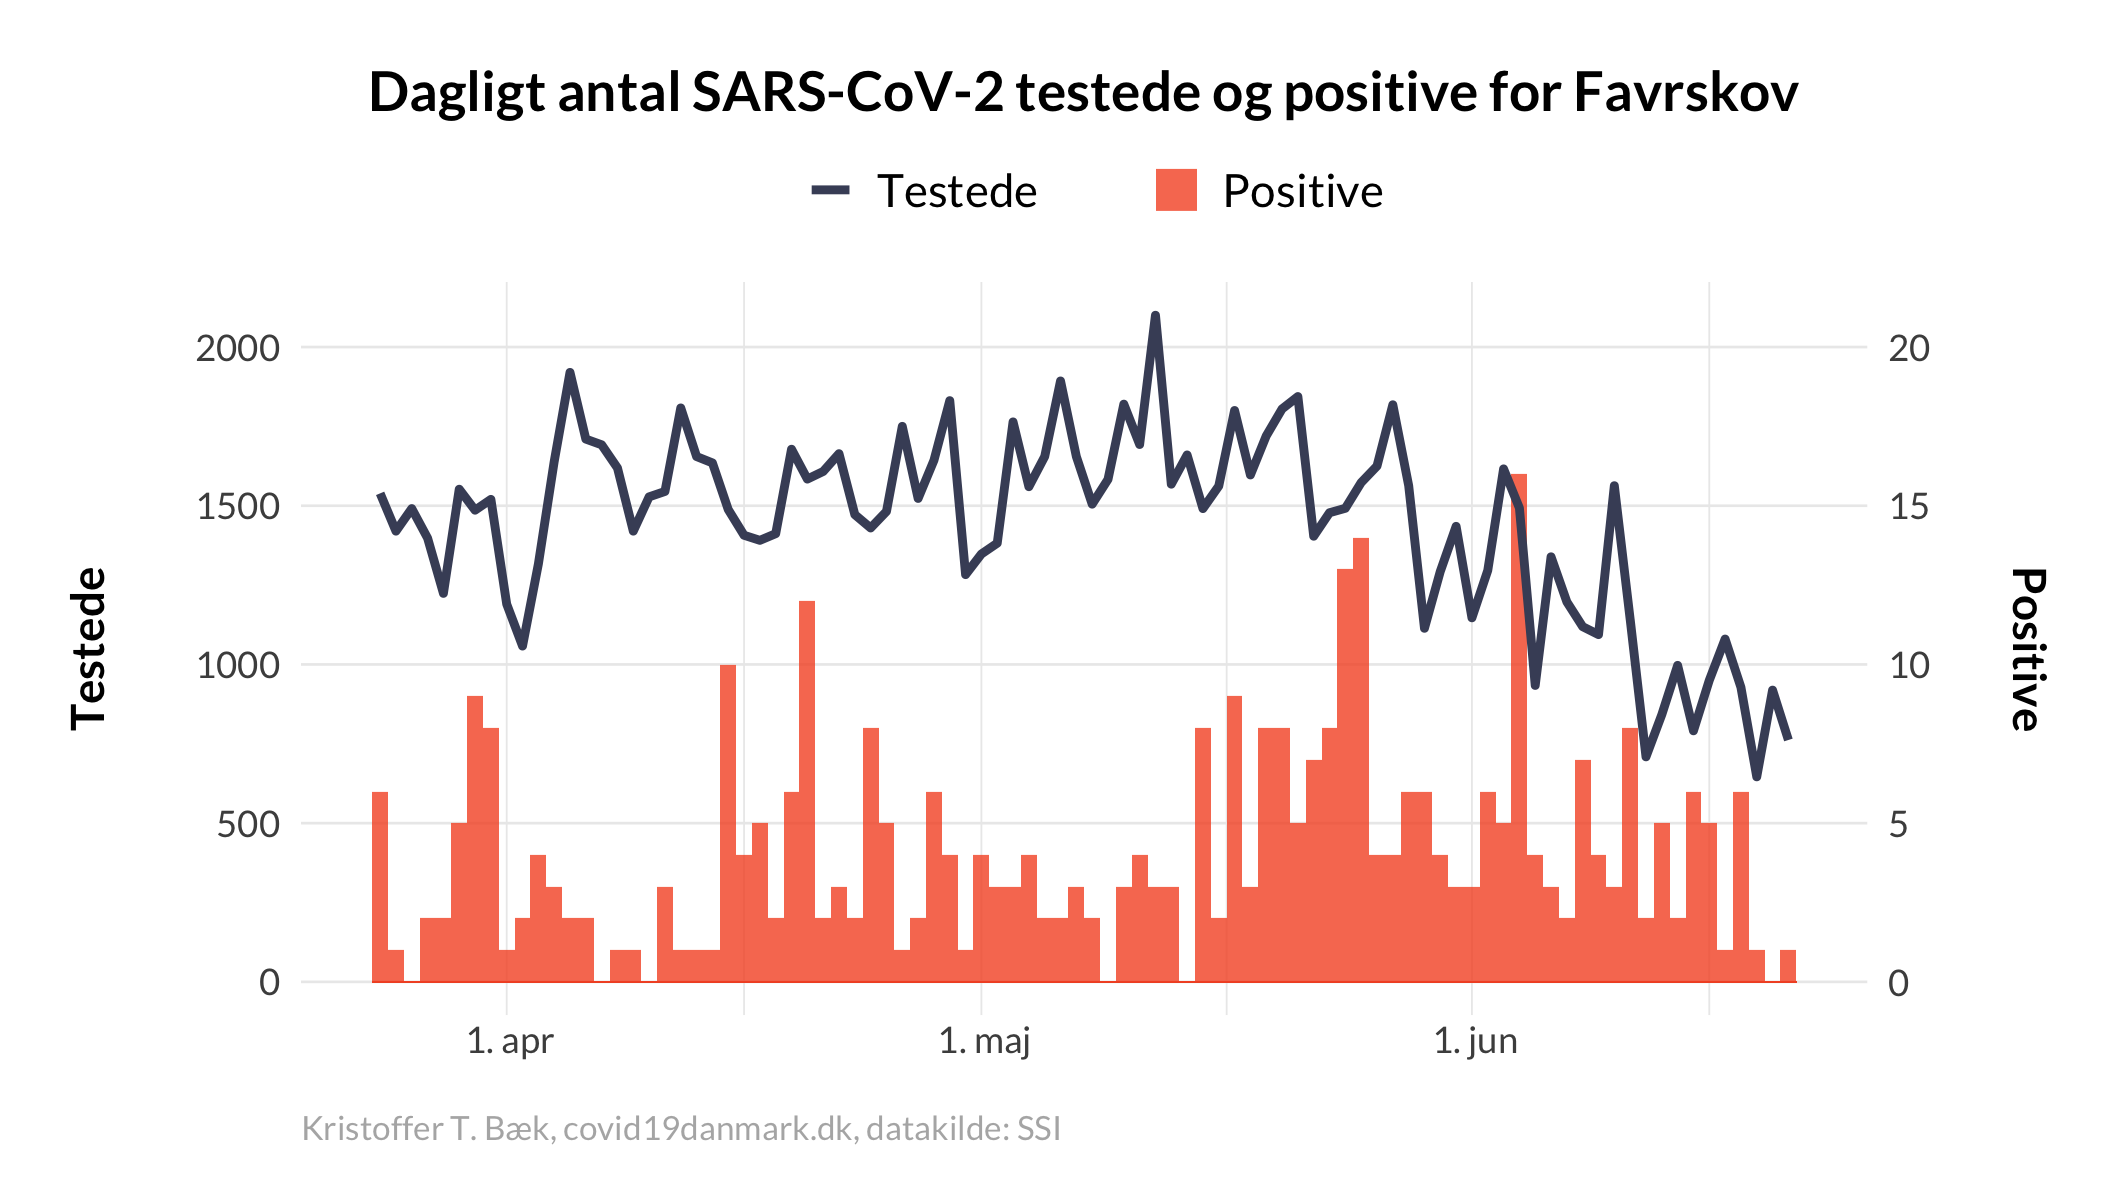 Dagligt antal SARS-CoV-2 testede og positive for Favrskov
Testede
Positive
2000
1500
1000
500
0
Testede
20
15
10
5
0
Positive
1. apr
1. maj
1. jun
Kristoffer T. Bæk, covid19danmark.dk, datakilde: SSI